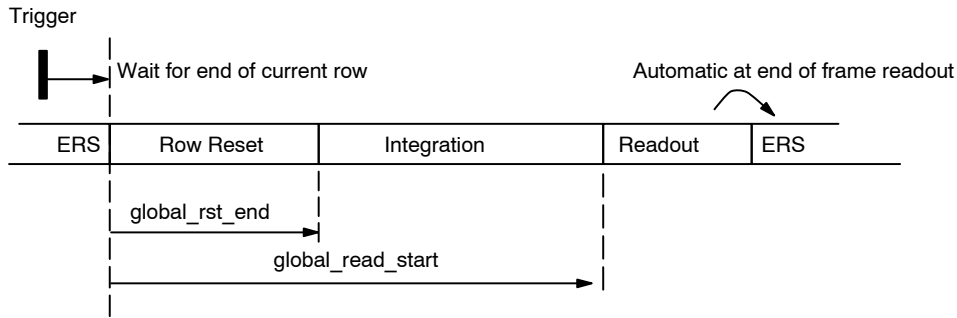 Trigger
Wait for end of current row
Automatic at end of frame readout
ERS
Row Reset
Integration
Readout
ERS
global_rst_end
global_read_start